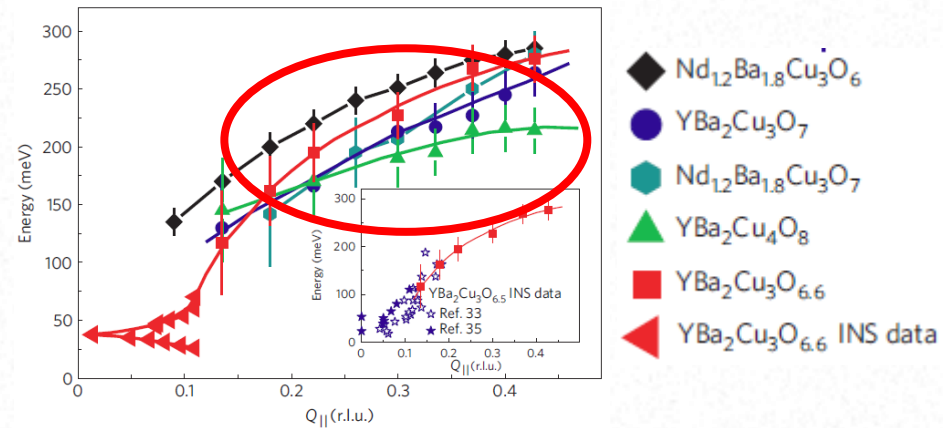 300
250
200
150
100
50
0
Energy (meV)
0
0.1
0.2
0.3
0.4
Q||(r.l.u.)
300
200
100
0
Energy (meV)
YBa2Cu3O6.5 INS data
☆ Ref. 33
★ Ref. 35
0
0.1
0.2
0.3
0.4
Q||(r.l.u.)
Nd1.2Ba1.8Cu3O6
YBa2Cu3O7
Nd1.2Ba1.8Cu3O7
YBa2Cu4O8
YBa2Cu3O6.6
YBa2Cu3O6.6 INS data